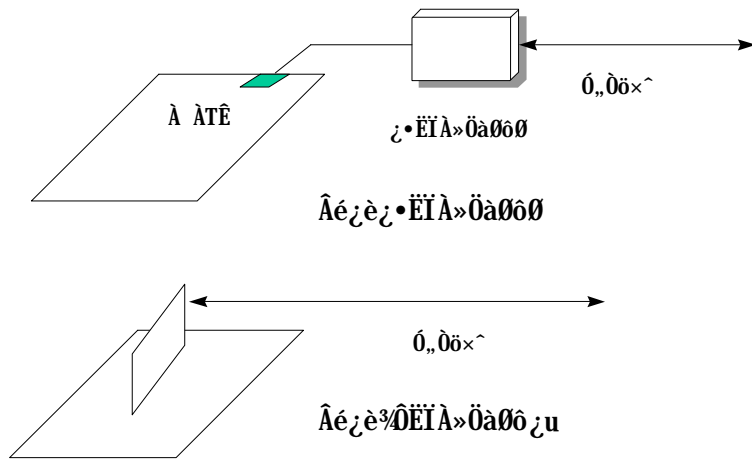 À ÀTÊ
Ó„Òö×ˆ
¿•ËÏÀ»ÖàØôØ
Âé¿è¿•ËÏÀ»ÖàØôØ
Ó„Òö×ˆ
Âé¿è¾ÔËÏÀ»ÖàØô¿u